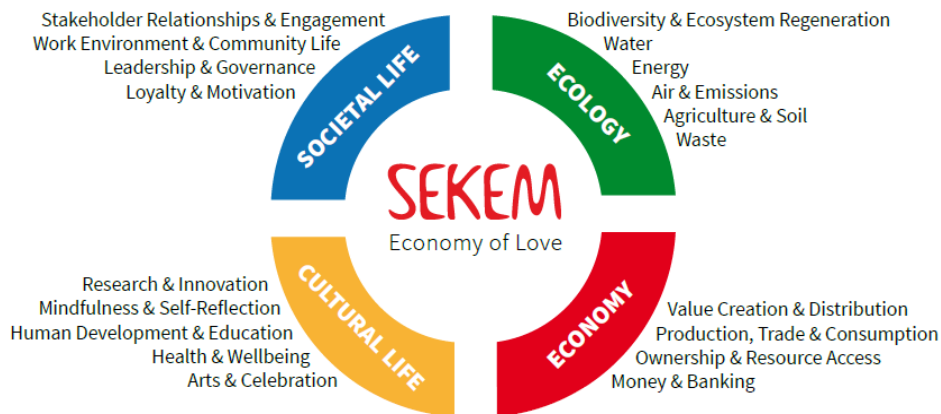 Stakeholder Relationships & Engagement
Work Environment & Community Life
Leadership & Governance
Loyalty & Motivation
SOCIETAL LIFE
Biodiversity & Ecosystem Regeneration
Water
Energy
Air & Emissions
Agriculture & Soil
Waste
ECOLOGY
SEKEM
Economy of Love
Research & Innovation
Mindfulness & Self-Reflection
Human Development & Education
Health & Wellbeing
Arts & Celebration
CULTURAL LIFE
ECONOMY
Value Creation & Distribution
Production, Trade & Consumption
Ownership & Resource Access
Money & Banking